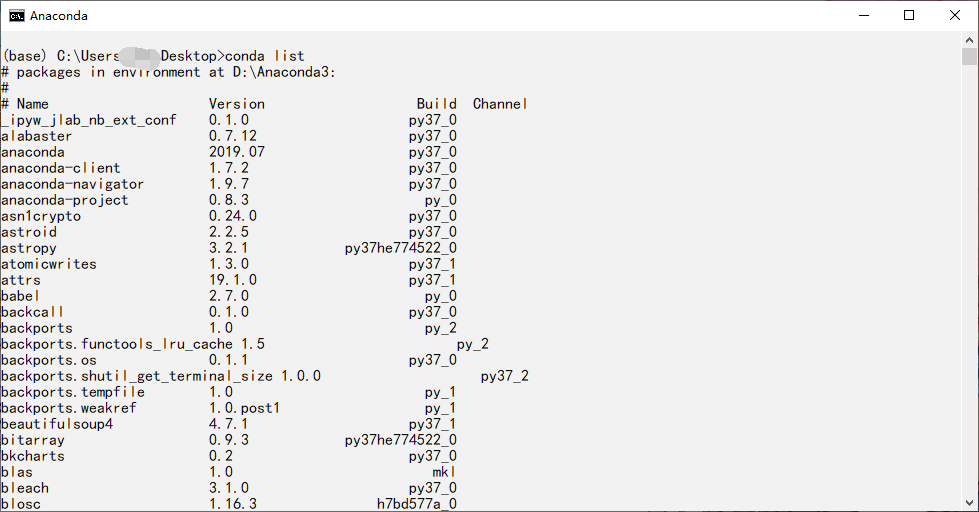 Anaconda
(base) C:\Users Desktop>conda list
# packages in environment at D:\Anaconda3:
#
# Name Version Build Channel
_ipyw_jlab_nb_ext_conf 0.1.0 py37_0
alabaster 0.7.12 py37_0
anaconda 2019.07 py37_0
anaconda-client 1.7.2 py37_0
anaconda-navigator 1.9.7 py37_0
anaconda-project 0.8.3 py_0
asn1crypto 0.24.0 py37_0
astroid 2.2.5 py37_0
astropy 3.2.1 py37he774522_0
atomicwrites 1.3.0 py37_1
attrs 19.1.0 py37_1
babel 2.7.0 py_0
backcall 0.1.0 py37_0
backports 1.0 py_2
backports.functools_lru_cache 1.5 py_2
backports.os 0.1.1 py37_0
backports.shutil_get_terminal_size 1.0.0 py37_2
backports.tempfile 1.0 py_1
backports.weakref 1.0.post1 py_1
beautifulsoup4 4.7.1 py37_1
bitarray 0.9.3 py37he774522_0
bkcharts 0.2 py37_0
blas 1.0 mkl
bleach 3.1.0 py37_0
blosc 1.16.3 h7bd577a_0